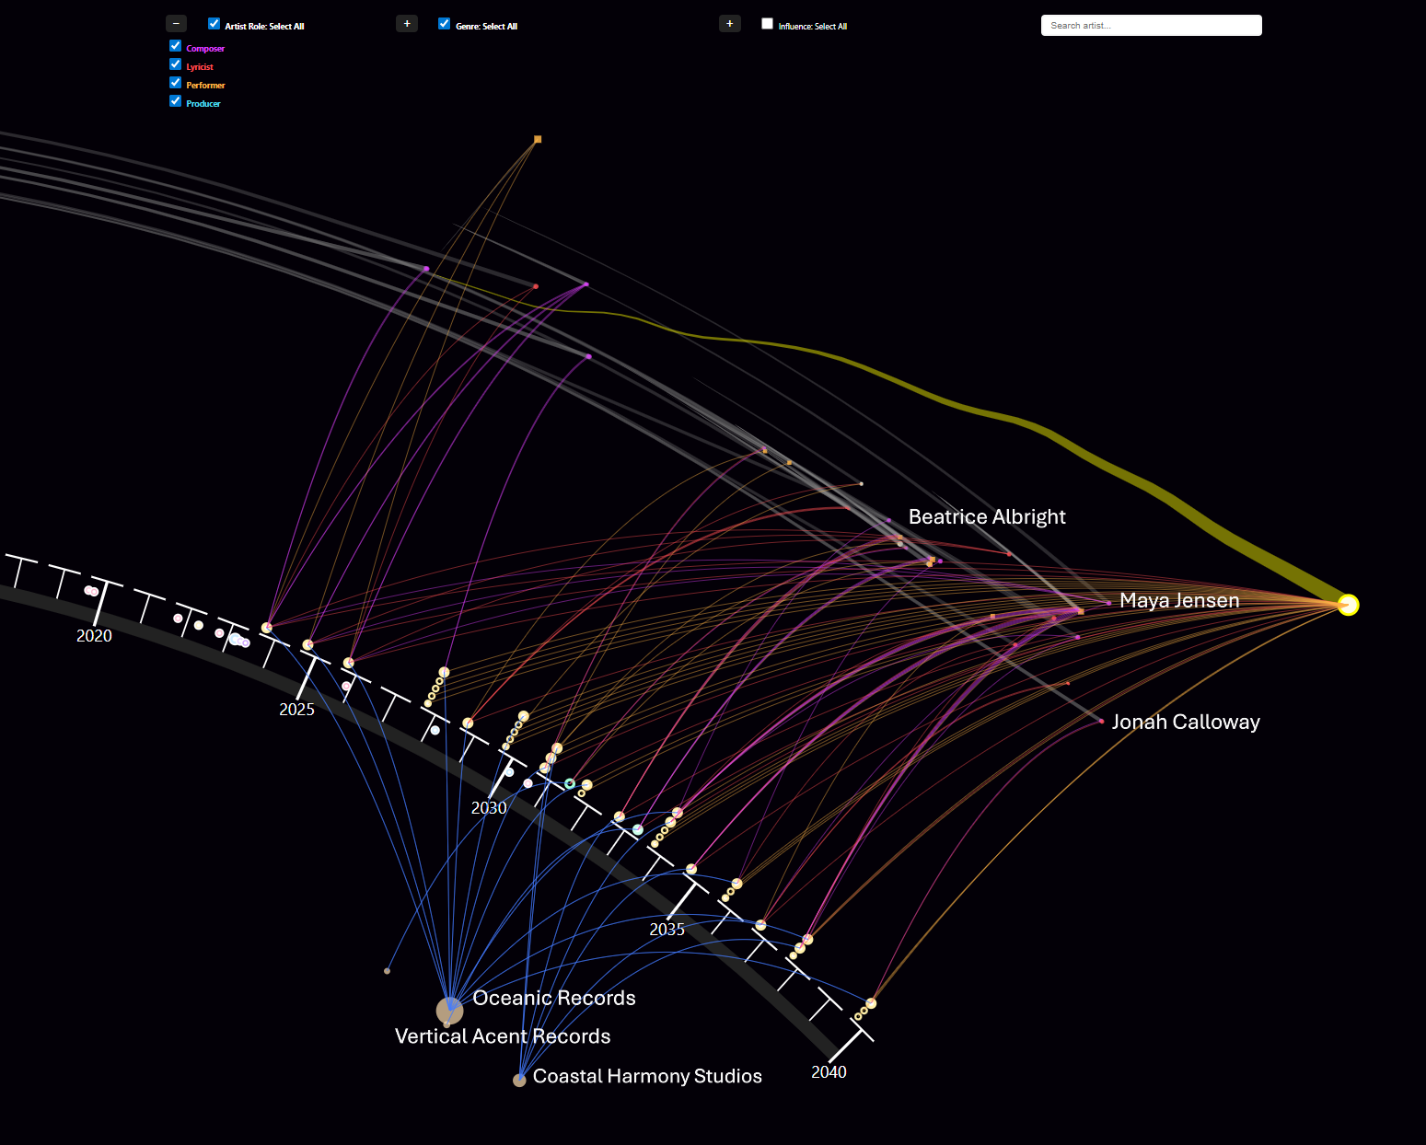 − Artist Role: Select All + Genre: Select All + Influence: Select All Search artist...
Composer
Lyricist
Performer
Producer
Beatrice Albright
Maya Jensen
2020
2025
Jonah Calloway
2030
2035
Oceanic Records
Vertical Acent Records
2040
Coastal Harmony Studios